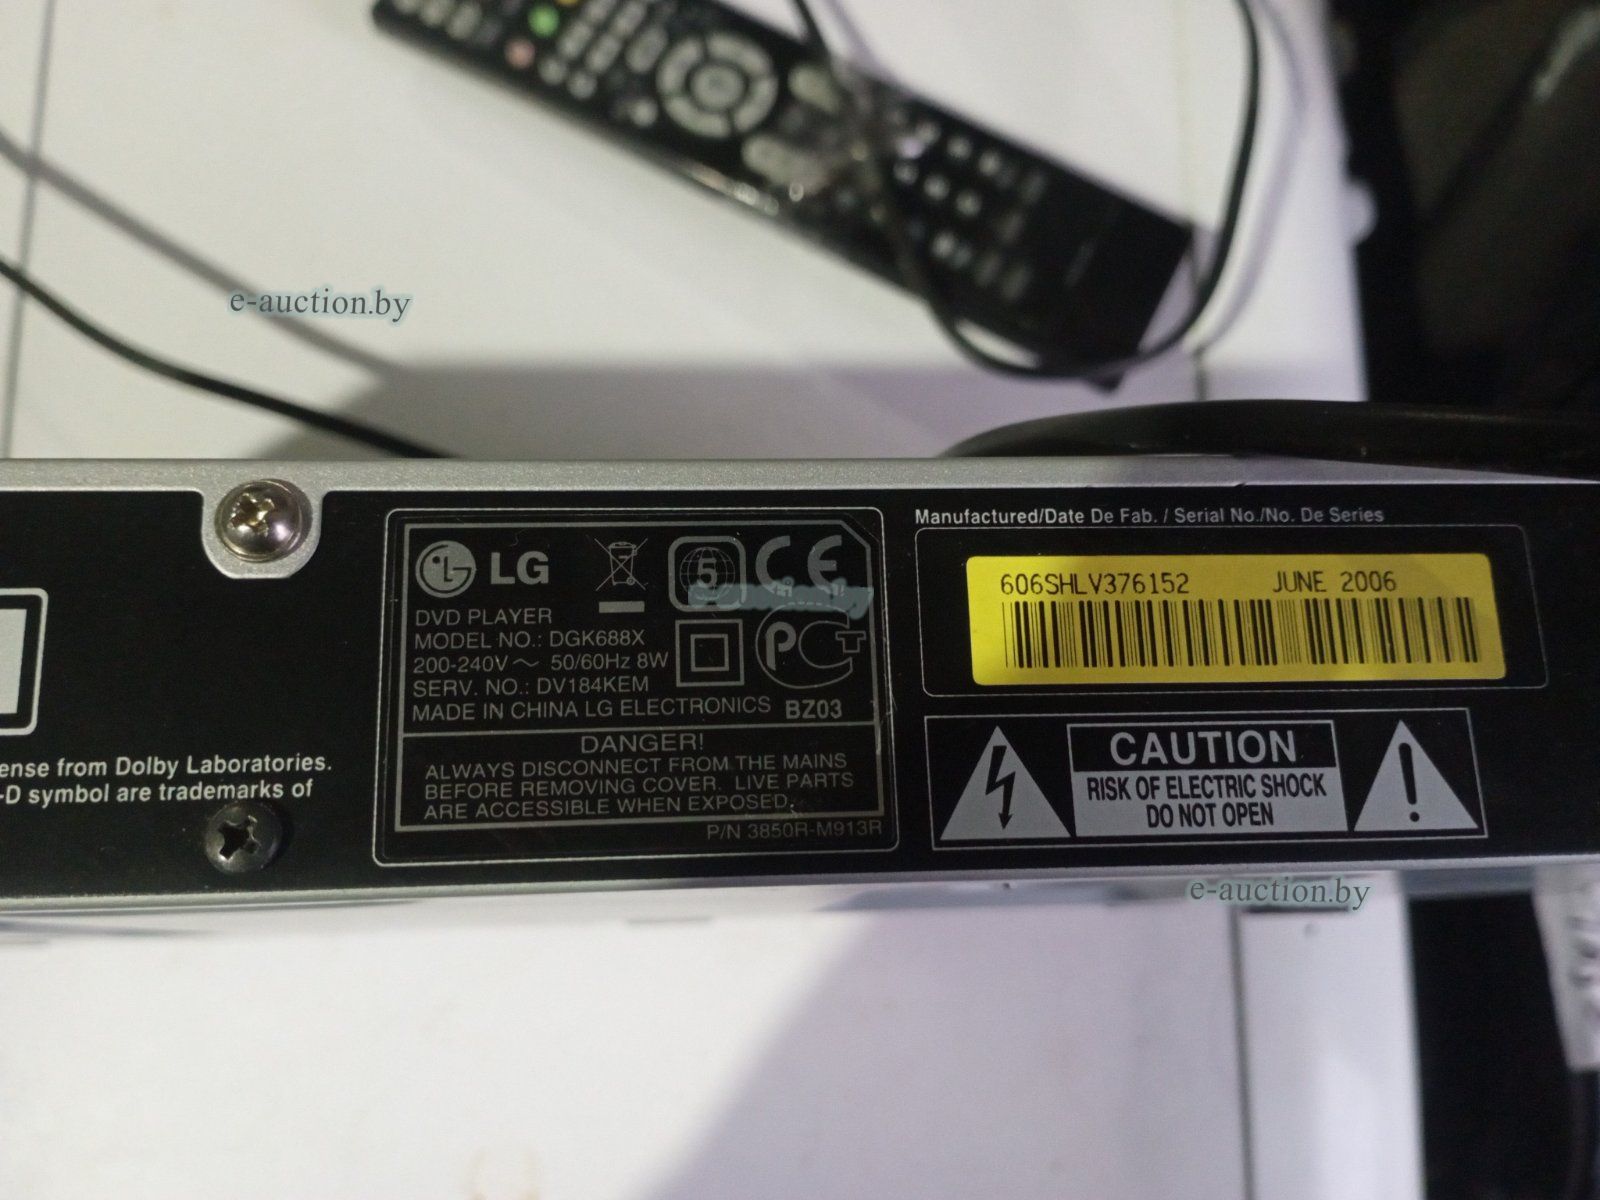 e-auction.by
Manufactured/Date De Fab. / Serial No./No. De Series
606SHLV376152 JUNE 2006
LG
5
CE
DVD PLAYER
MODEL NO.: DGK688X
200-240V ~ 50/60Hz 8W
SERV. NO.: DV184KEM
MADE IN CHINA LG ELECTRONICS BZ03
DANGER!
ALWAYS DISCONNECT FROM THE MAINS
BEFORE REMOVING COVER. LIVE PARTS
ARE ACCESSIBLE WHEN EXPOSED.
P/N 3850R-M913R
CAUTION
RISK OF ELECTRIC SHOCK
DO NOT OPEN
ense from Dolby Laboratories.
-D symbol are trademarks of
e-auction.by